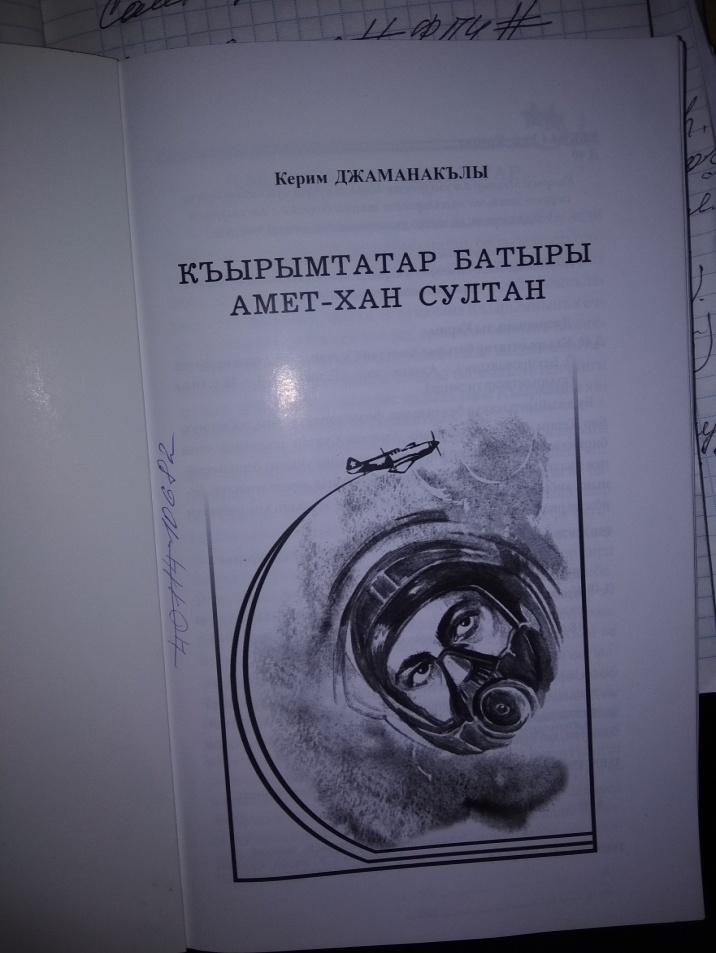 Керим ДЖАМАНАКЪЛЫ
КЪЫРЫМТАТАР БАТЫРЫ
АМЕТ-ХАН СУЛТАН